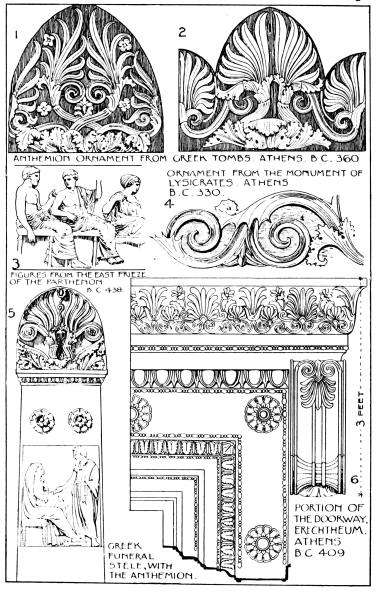 1
2
ANTHEMION ORNAMENT FROM GREEK TOMBS. ATHENS. B.C. 360
ORNAMENT FROM THE MONUMENT OF
LYSICRATES. ATHENS
B.C. 330.
4
3
FIGURES FROM THE EAST FRIEZE
OF THE PARTHENON
B.C 438.
5
3 FEET
6
PORTION OF
THE DOORWAY,
ERECHTHEUM.
ATHENS
B C 409
GREEK
FUNERAL
STELE, WITH
THE ANTHEMION.